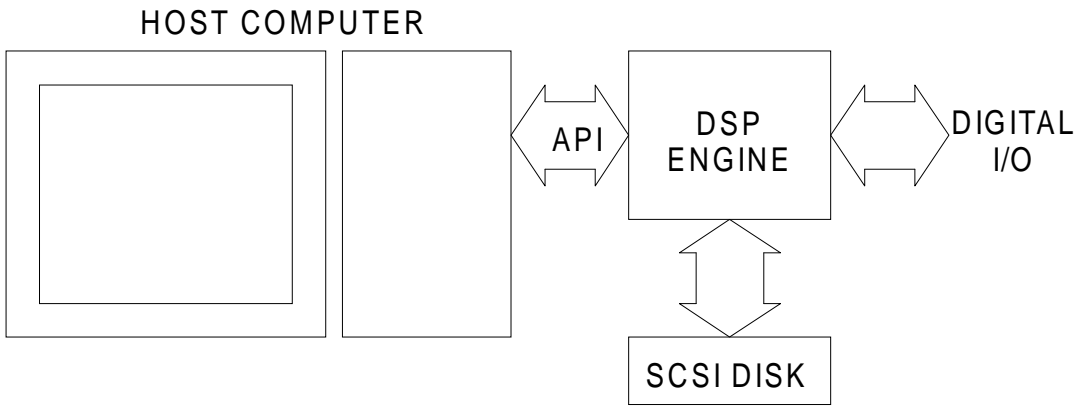 HOST COMPUTER
API
DSP
ENGINE
DIGITAL
I/O
SCSI DISK